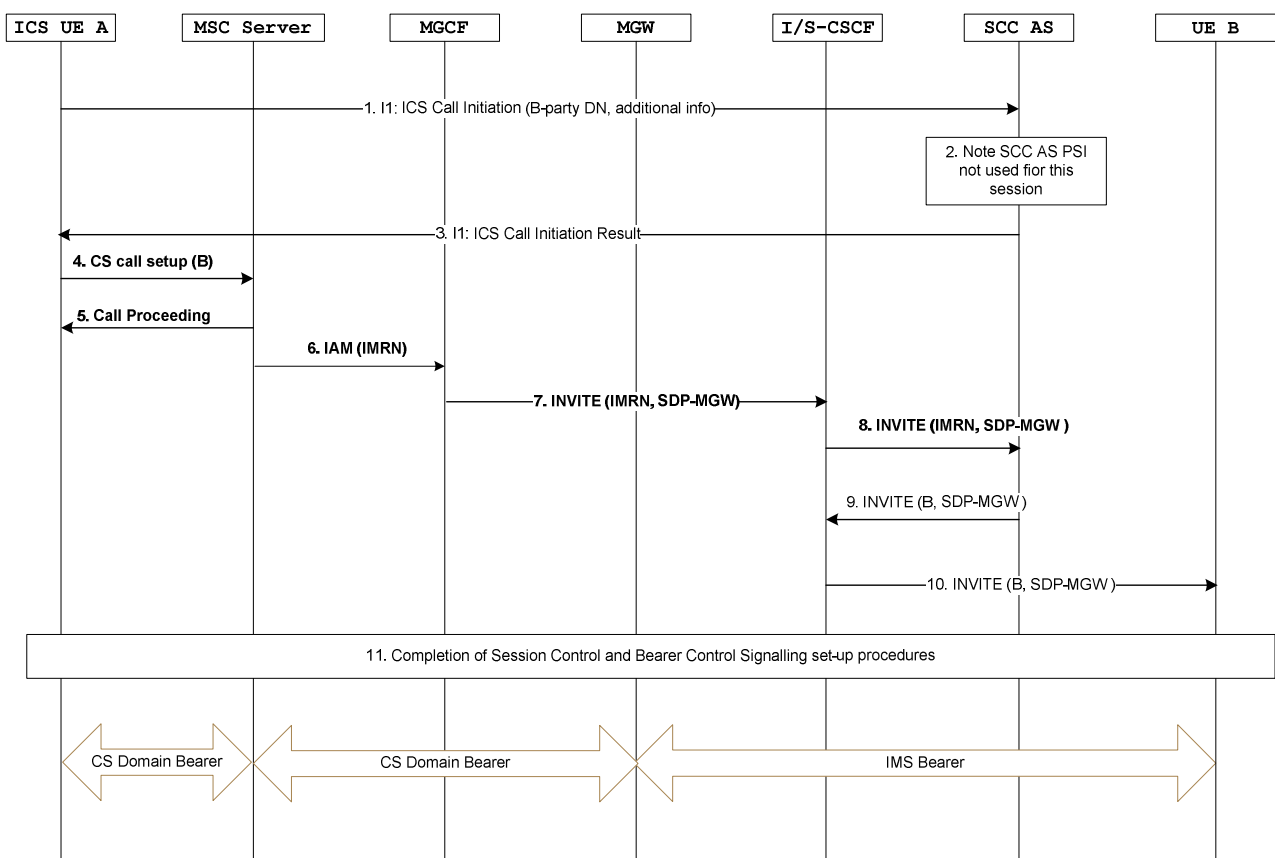 ICS UE A
MSC Server
MGCF
MGW
I/S-CSCF
SCC AS
UE B
1. I1: ICS Call Initiation (B-party DN, additional info)
2. Note SCC AS PSI
not used fior this
session
3. I1: ICS Call Initiation Result
4. CS call setup (B)
5. Call Proceeding
6. IAM (IMRN)
7. INVITE (IMRN, SDP-MGW)
8. INVITE (IMRN, SDP-MGW )
9. INVITE (B, SDP-MGW )
10. INVITE (B, SDP-MGW )
11. Completion of Session Control and Bearer Control Signalling set-up procedures
CS Domain Bearer
CS Domain Bearer
IMS Bearer